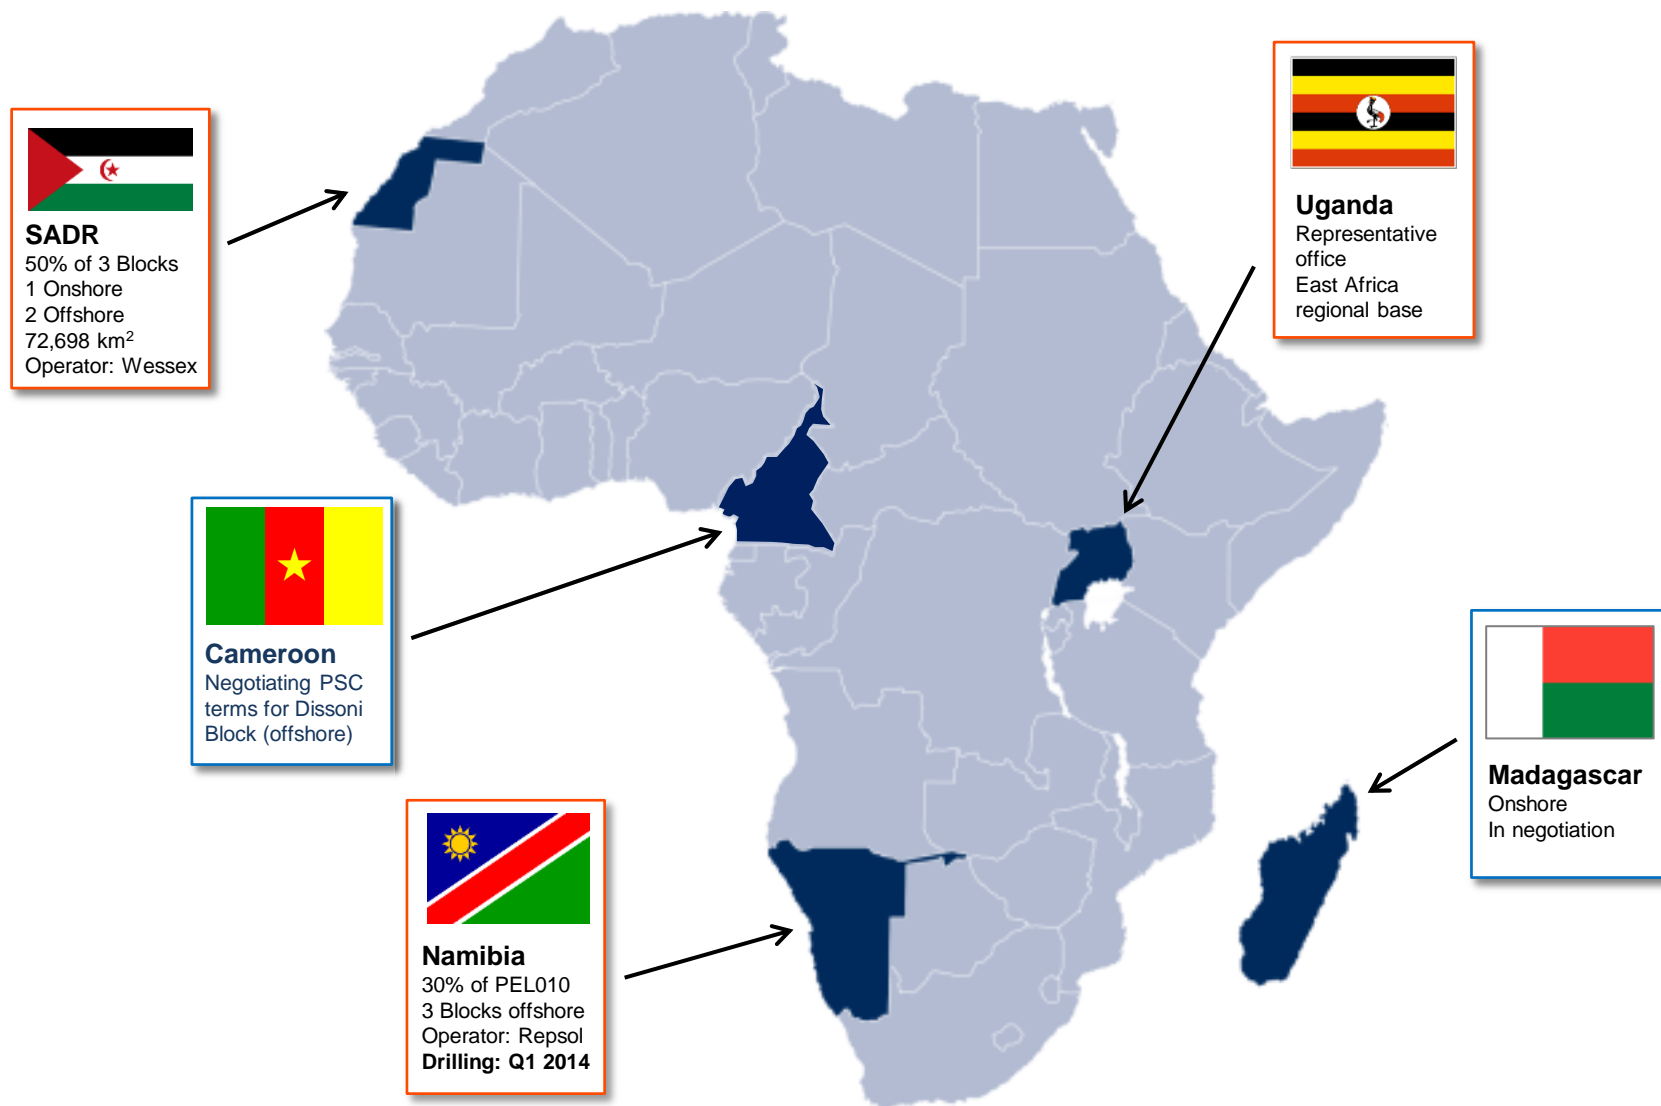 SADR
50% of 3 Blocks
1 Onshore
2 Offshore
72,698 km²
Operator: Wessex
Uganda
Representative
office
East Africa
regional base
Cameroon
Negotiating PSC
terms for Dissoni
Block (offshore)
Madagascar
Onshore
In negotiation
Namibia
30% of PEL010
3 Blocks offshore
Operator: Repsol
Drilling: Q1 2014